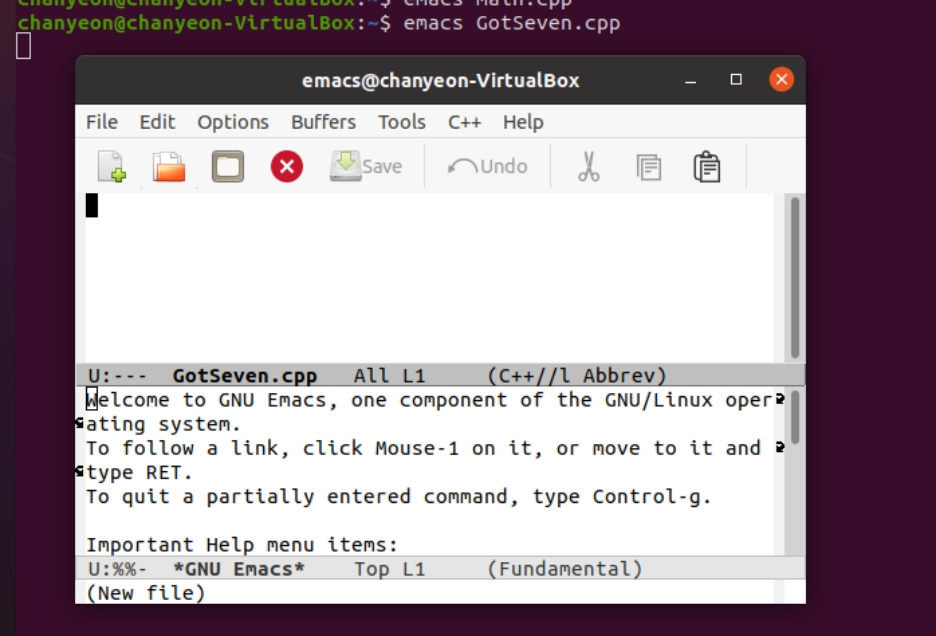 chanyeon@chanyeon-VirtualBox:~$ emacs Math.cpp
chanyeon@chanyeon-VirtualBox:~$ emacs GotSeven.cpp
emacs@chanyeon-VirtualBox
File Edit Options Buffers Tools C++ Help
Save Undo
U:--- GotSeven.cpp All L1 (C++//l Abbrev)
Welcome to GNU Emacs, one component of the GNU/Linux oper
ating system.
To follow a link, click Mouse-1 on it, or move to it and
type RET.
To quit a partially entered command, type Control-g.
Important Help menu items:
U:%%- *GNU Emacs* Top L1 (Fundamental)
(New file)